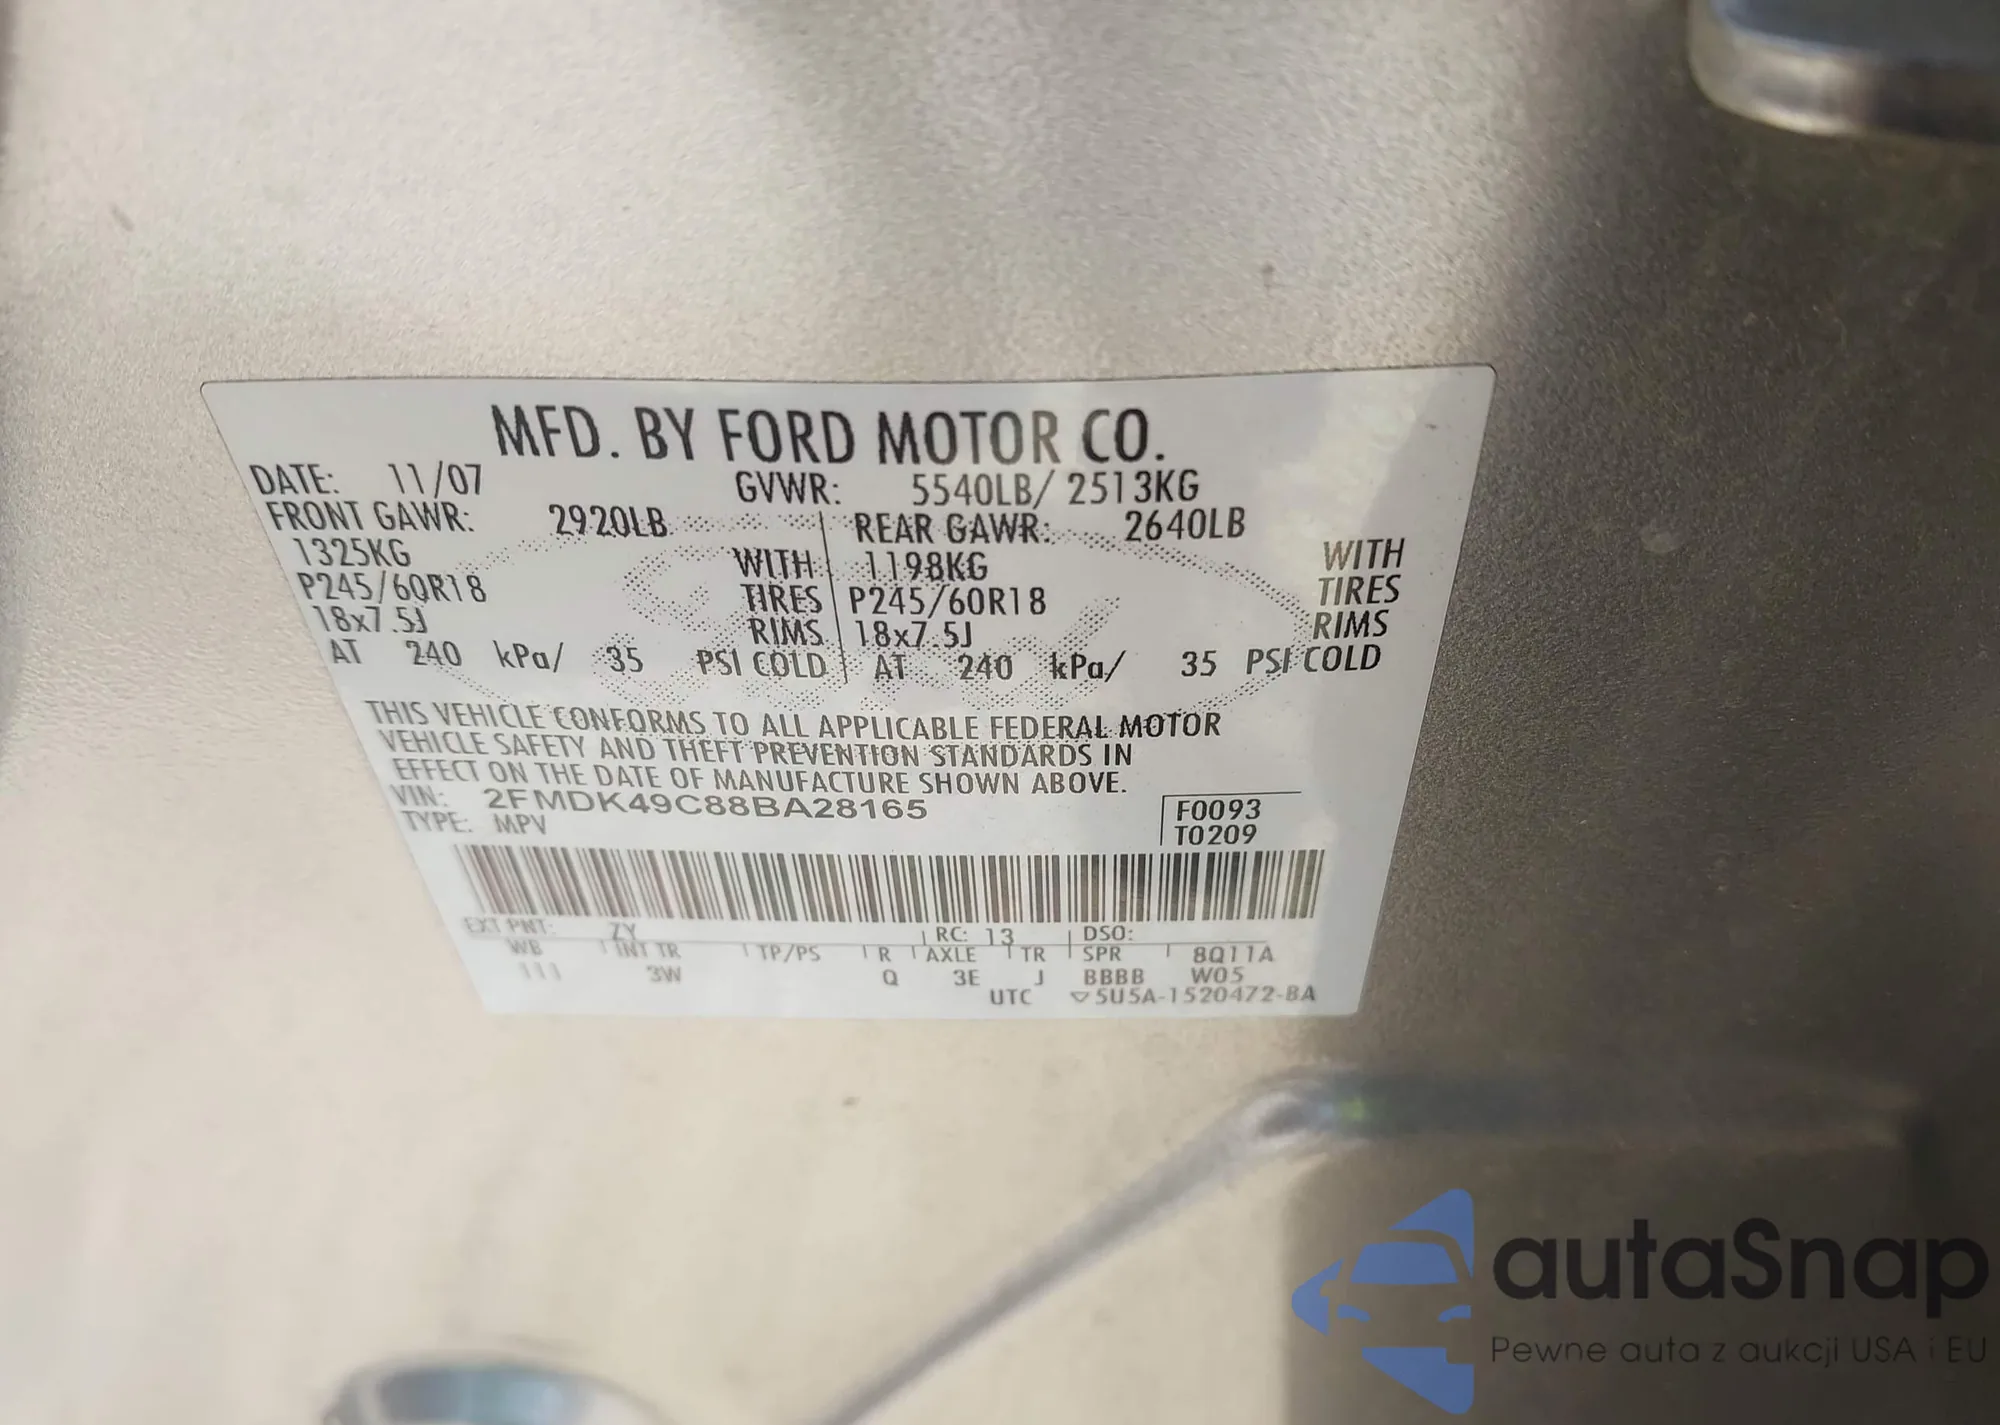 MFD. BY FORD MOTOR CO.
DATE: 11/07 GVWR: 5540LB/ 2513KG
FRONT GAWR: 2920LB REAR GAWR: 2640LB
1325KG WITH 1198KG WITH
P245/60R18 TIRES P245/60R18 TIRES
18x7.5J RIMS 18x7.5J RIMS
AT 240 kPa/ 35 PSI COLD AT 240 kPa/ 35 PSI COLD
THIS VEHICLE CONFORMS TO ALL APPLICABLE FEDERAL MOTOR
VEHICLE SAFETY AND THEFT PREVENTION STANDARDS IN
EFFECT ON THE DATE OF MANUFACTURE SHOWN ABOVE.
VIN: 2FMDK49C88BA28165 F0093
TYPE: MPV T0209
EXT PNT: ZY RC: 13 DSO:
WB INT TR TP/PS R AXLE TR SPR 8Q11A
111 3W Q 3E J BBBB W05
UTC ▽5U5A-1520472-BA
autaSnap
Pewne auta z aukcji USA i EU